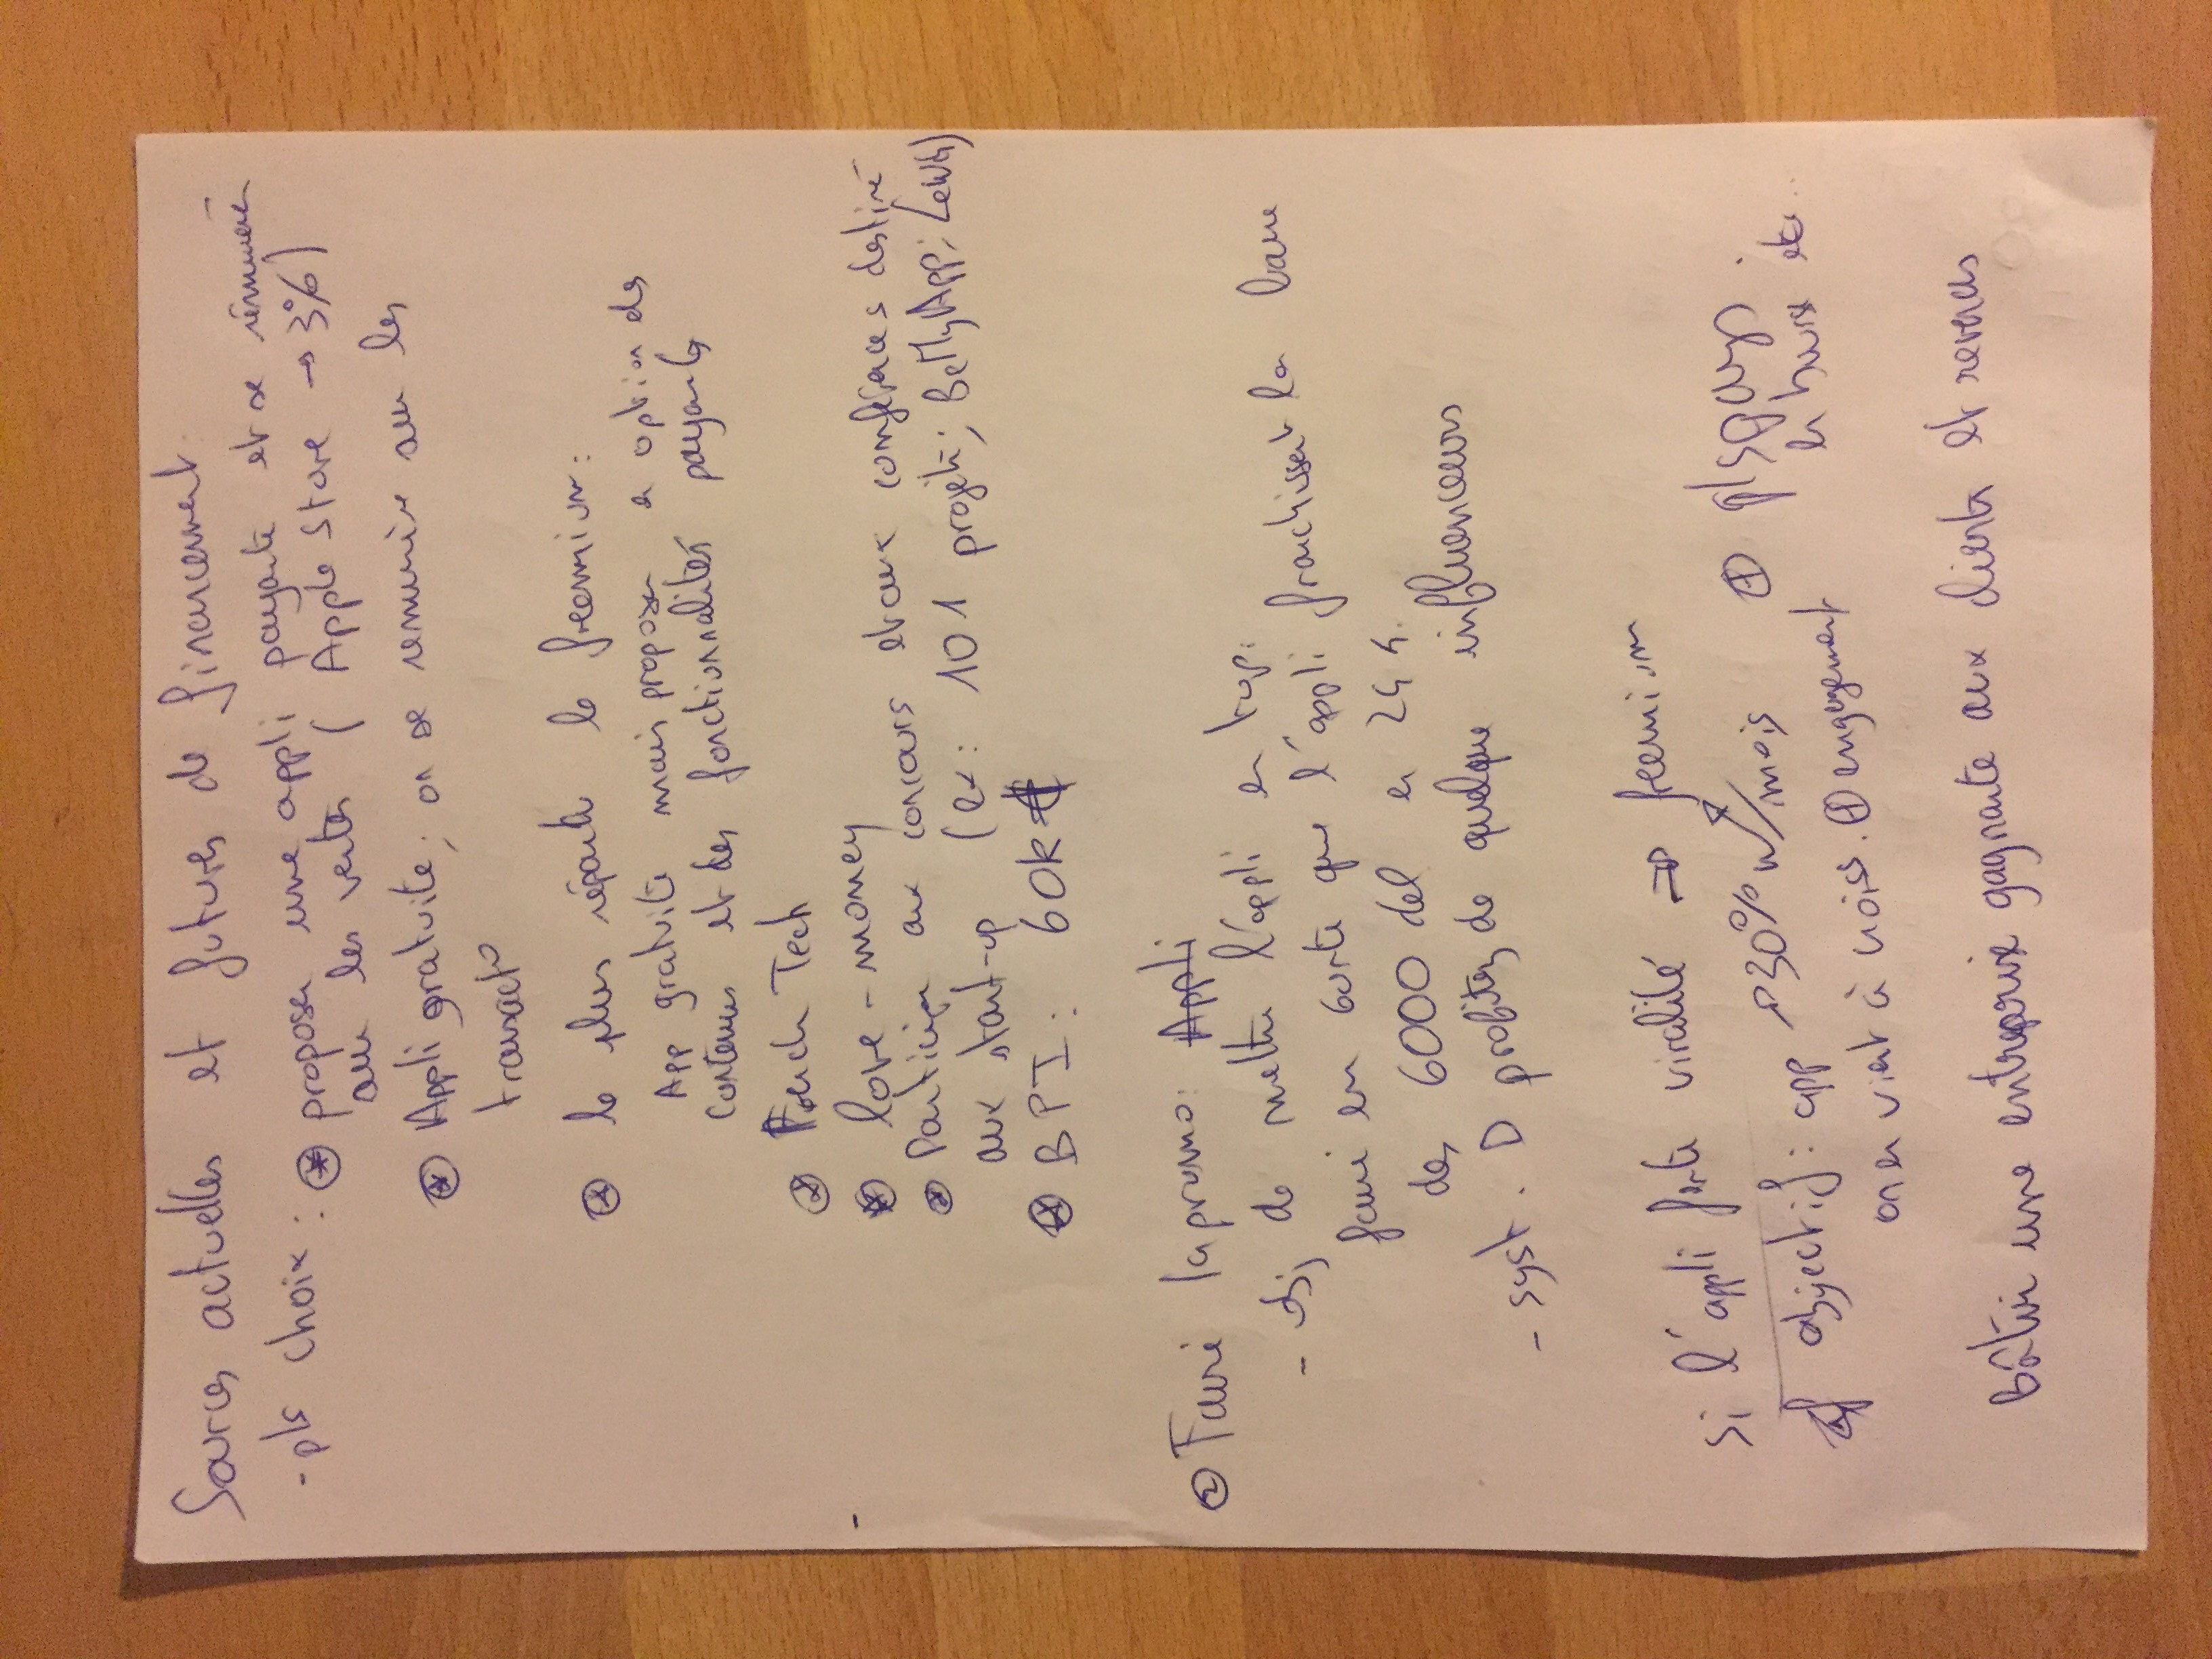 Sources actuelles et futures de financement
- pls choix : * proposer une appli payante et se rémunérer
sur les ventes ( Apple Store → 3% )
* Appli gratuite ; on se remunère sur les
transact°
* le plus répandu le freemium :
App gratuite mais proposer en option des
contenus et des fonctionnalités payantes
* French Tech
-
* love-money
* Participer aux concours et aux conférences destiné
aux start-up (ex : 101 projets ; BeMyApp ;
* BPI : 60k€
② Faire la promo : Appli
- obj de mettre l'appli en top.
faire en sorte que l'appli franchissent la barre
des 6000 del en 24 h.
- syst. D profitez de quelque influenceurs
si l'appli forte viralité ⇒ freemium
objectif : app → 30% /mois ⊕ pls pays.
on en vient à croiss. ⊕ engagement en bourse etc..
Bâtir une entreprise gagnante aux clients et revenus